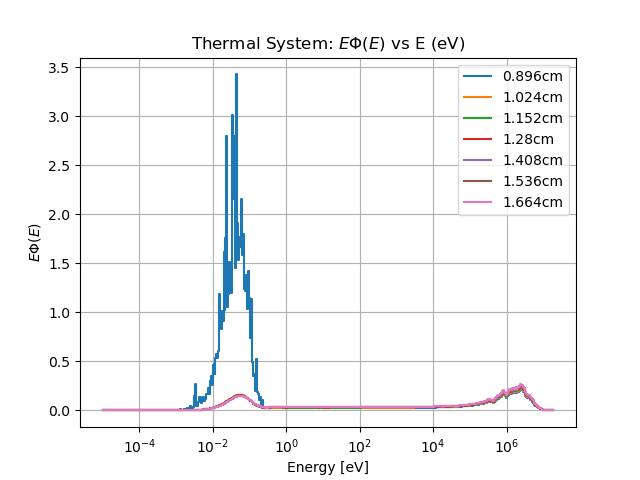 Thermal System: EΦ(E) vs E (eV)
3.5
3.0
2.5
2.0
1.5
1.0
0.5
0.0
EΦ(E)
0.896cm
1.024cm
1.152cm
1.28cm
1.408cm
1.536cm
1.664cm
10⁻⁴
10⁻²
10⁰
10²
10⁴
10⁶
Energy [eV]